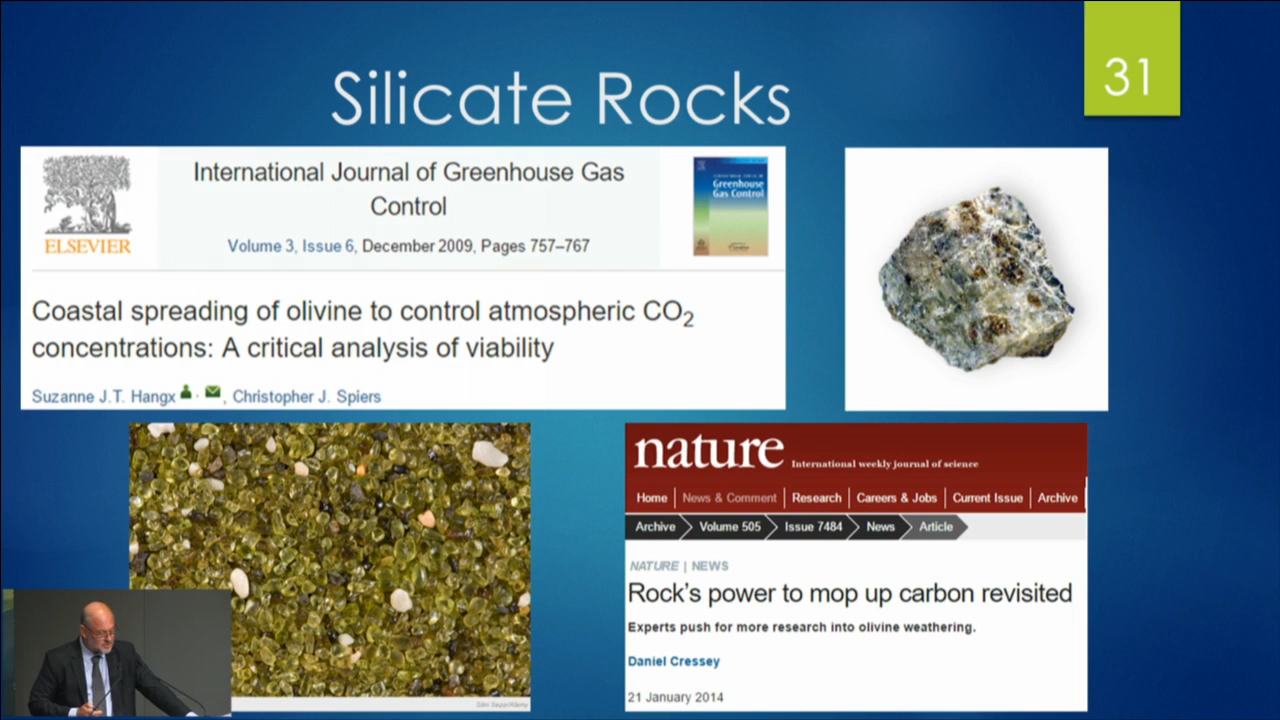 Silicate Rocks
31
ELSEVIER
International Journal of Greenhouse Gas
Control
Volume 3, Issue 6, December 2009, Pages 757–767
Greenhouse
Gas Control
Coastal spreading of olivine to control atmospheric CO₂
concentrations: A critical analysis of viability
Suzanne J.T. Hangx , Christopher J. Spiers
nature International weekly journal of science
Home News & Comment Research Careers & Jobs Current Issue Archive
Archive Volume 505 Issue 7484 News Article
NATURE | NEWS
Rock's power to mop up carbon revisited
Experts push for more research into olivine weathering.
Daniel Cressey
21 January 2014